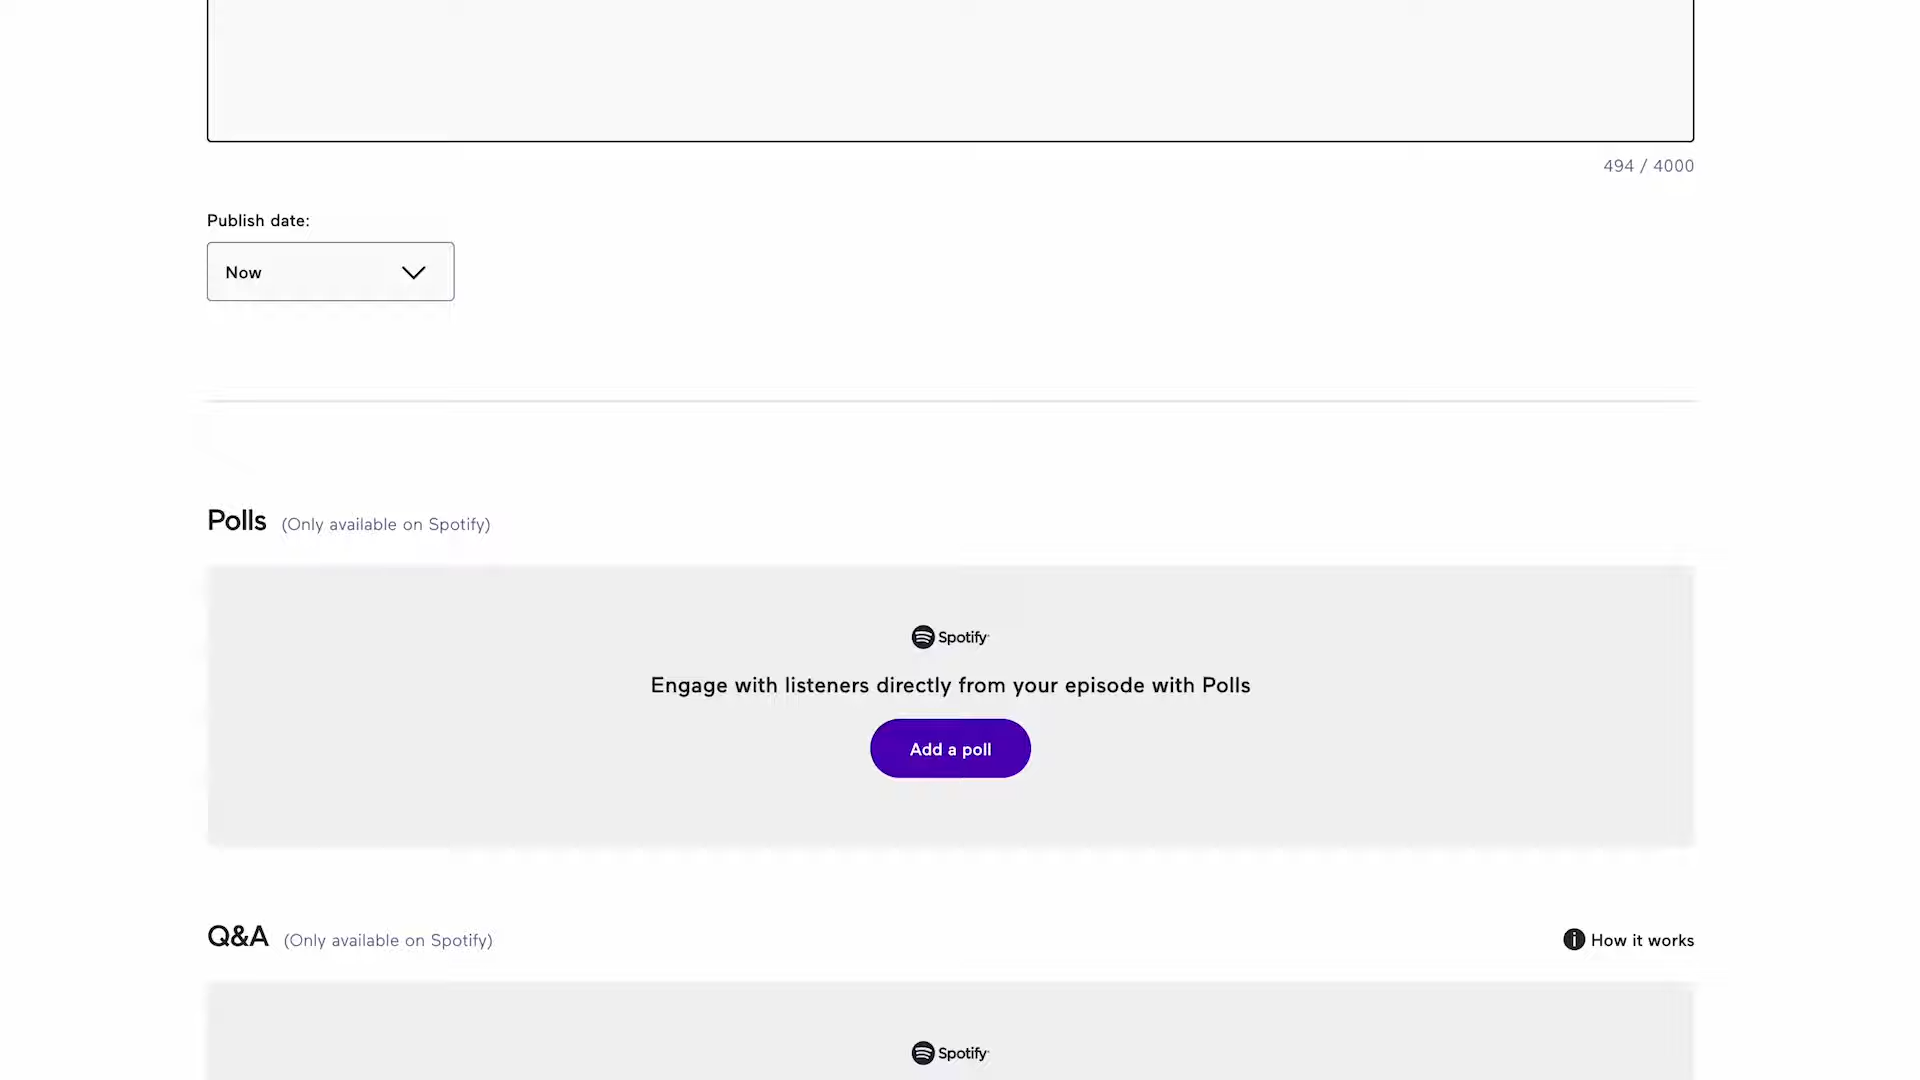 494 / 4000
Publish date:
Now
Polls (Only available on Spotify)
Spotify
Engage with listeners directly from your episode with Polls
Add a poll
Q&A (Only available on Spotify)
How it works
Spotify